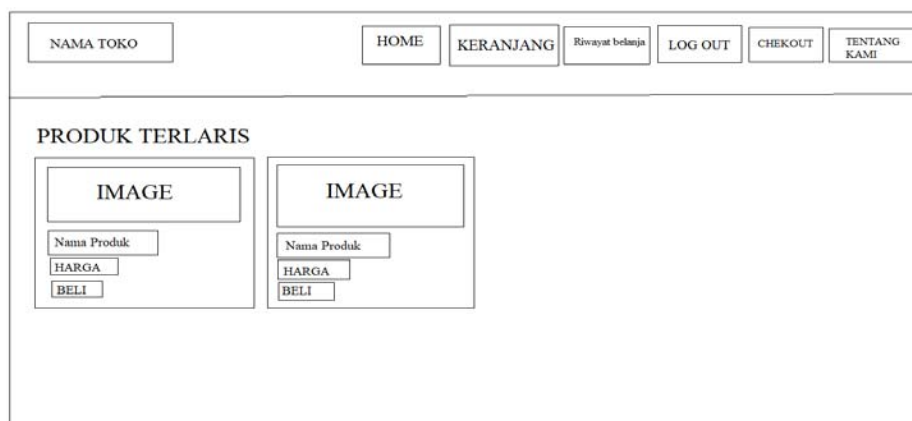 NAMA TOKO
HOME
KERANJANG
Riwayat belanja
LOG OUT
CHEKOUT
TENTANG
KAMI
PRODUK TERLARIS
IMAGE
Nama Produk
HARGA
BELI
IMAGE
Nama Produk
HARGA
BELI